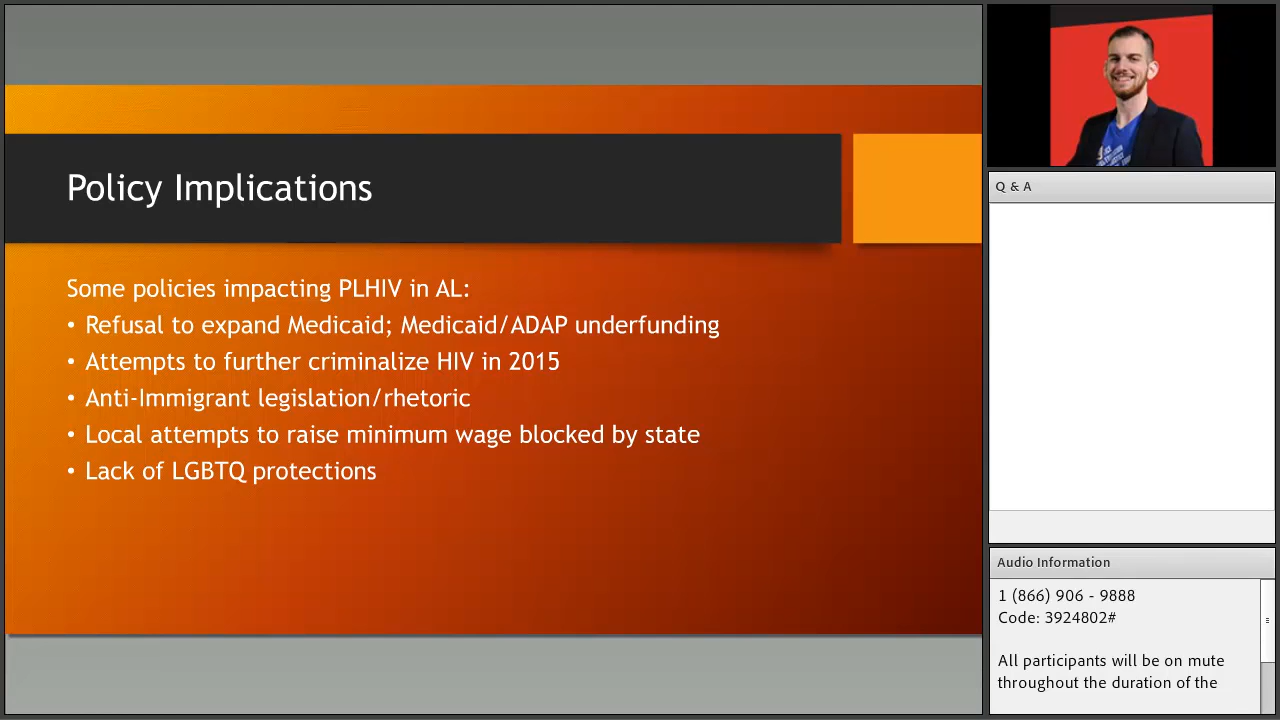 Policy Implications
Some policies impacting PLHIV in AL:
• Refusal to expand Medicaid; Medicaid/ADAP underfunding
• Attempts to further criminalize HIV in 2015
• Anti-Immigrant legislation/rhetoric
• Local attempts to raise minimum wage blocked by state
• Lack of LGBTQ protections
Q & A
Audio Information
1 (866) 906 - 9888
Code: 3924802#
All participants will be on mute
throughout the duration of the